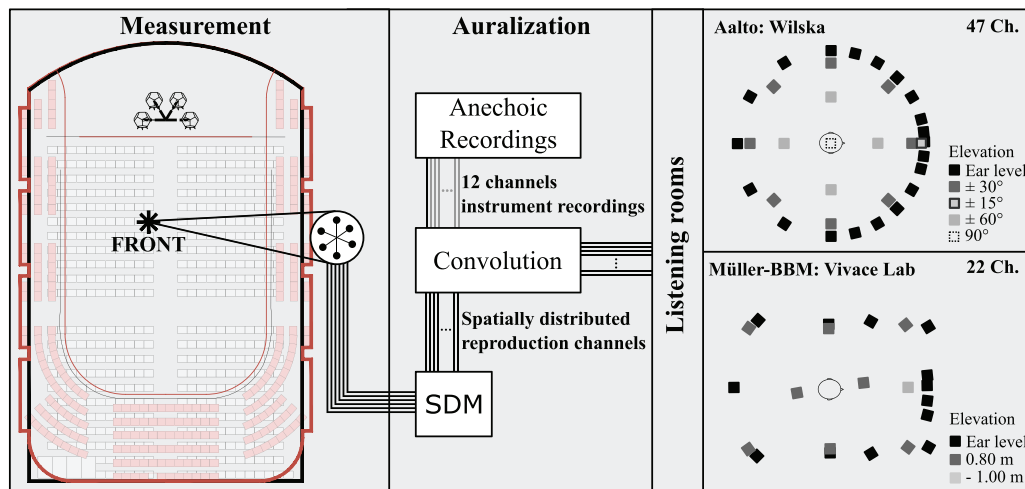 Measurement
FRONT
Auralization
Anechoic
Recordings
12 channels
instrument recordings
Convolution
Spatially distributed
reproduction channels
SDM
Listening rooms
Aalto: Wilska 47 Ch.
Elevation
Ear level
± 30°
± 15°
± 60°
90°
Müller-BBM: Vivace Lab 22 Ch.
Elevation
Ear level
0.80 m
- 1.00 m